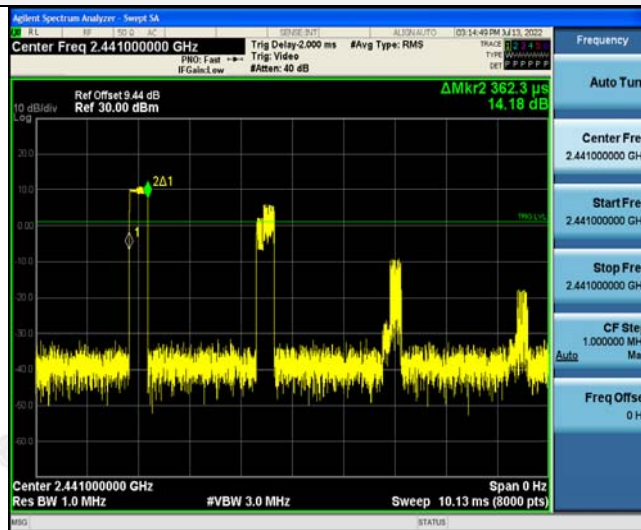 Agilent Spectrum Analyzer - Swept SA
RL RF 50 Ω AC SENSE:INT ALIGN AUTO 03:14:49 PM Jul 13, 2022
Center Freq 2.441000000 GHz
PNO: Fast
IFGain:Low
Trig Delay-2.000 ms
Trig: Video
#Atten: 40 dB
#Avg Type: RMS
TRACE 1 2 3 4 5 6
TYPE
DET P P P P P P
Frequency
Auto Tun
Center Fre
2.441000000 GH
Start Fre
2.441000000 GH
Stop Fre
2.441000000 GH
CF Ste
1.000000 MH
Auto Ma
Freq Offse
0 H
Ref Offset 9.44 dB
Ref 30.00 dBm
10 dB/div
Log
ΔMkr2 362.3 µs
14.18 dB
20.0
10.0
0.00
-10.0
-20.0
-30.0
-40.0
-50.0
-60.0
2Δ1
1
TRIG LVL
Center 2.441000000 GHz
Span 0 Hz
Res BW 1.0 MHz
#VBW 3.0 MHz
Sweep 10.13 ms (8000 pts)
MSG
STATUS